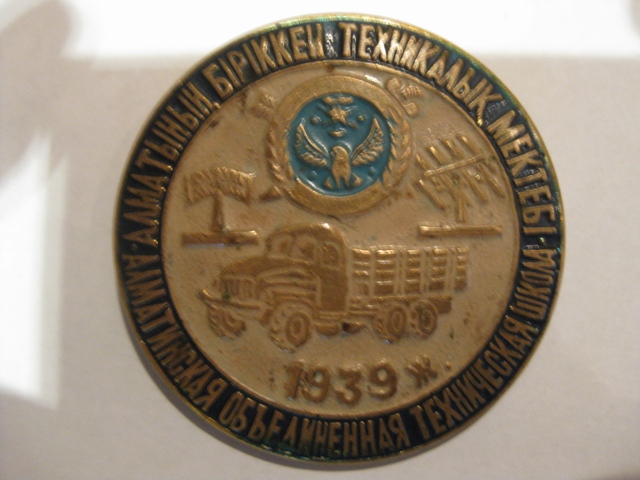 АЛМАТЫНЫҢ БІРІККЕН ТЕХНИКАЛЫҚ МЕКТЕБІ
АЛМАТИНСКАЯ ОБЪЕДИНЕННАЯ ТЕХНИЧЕСКАЯ ШКОЛА
1939 Ж.